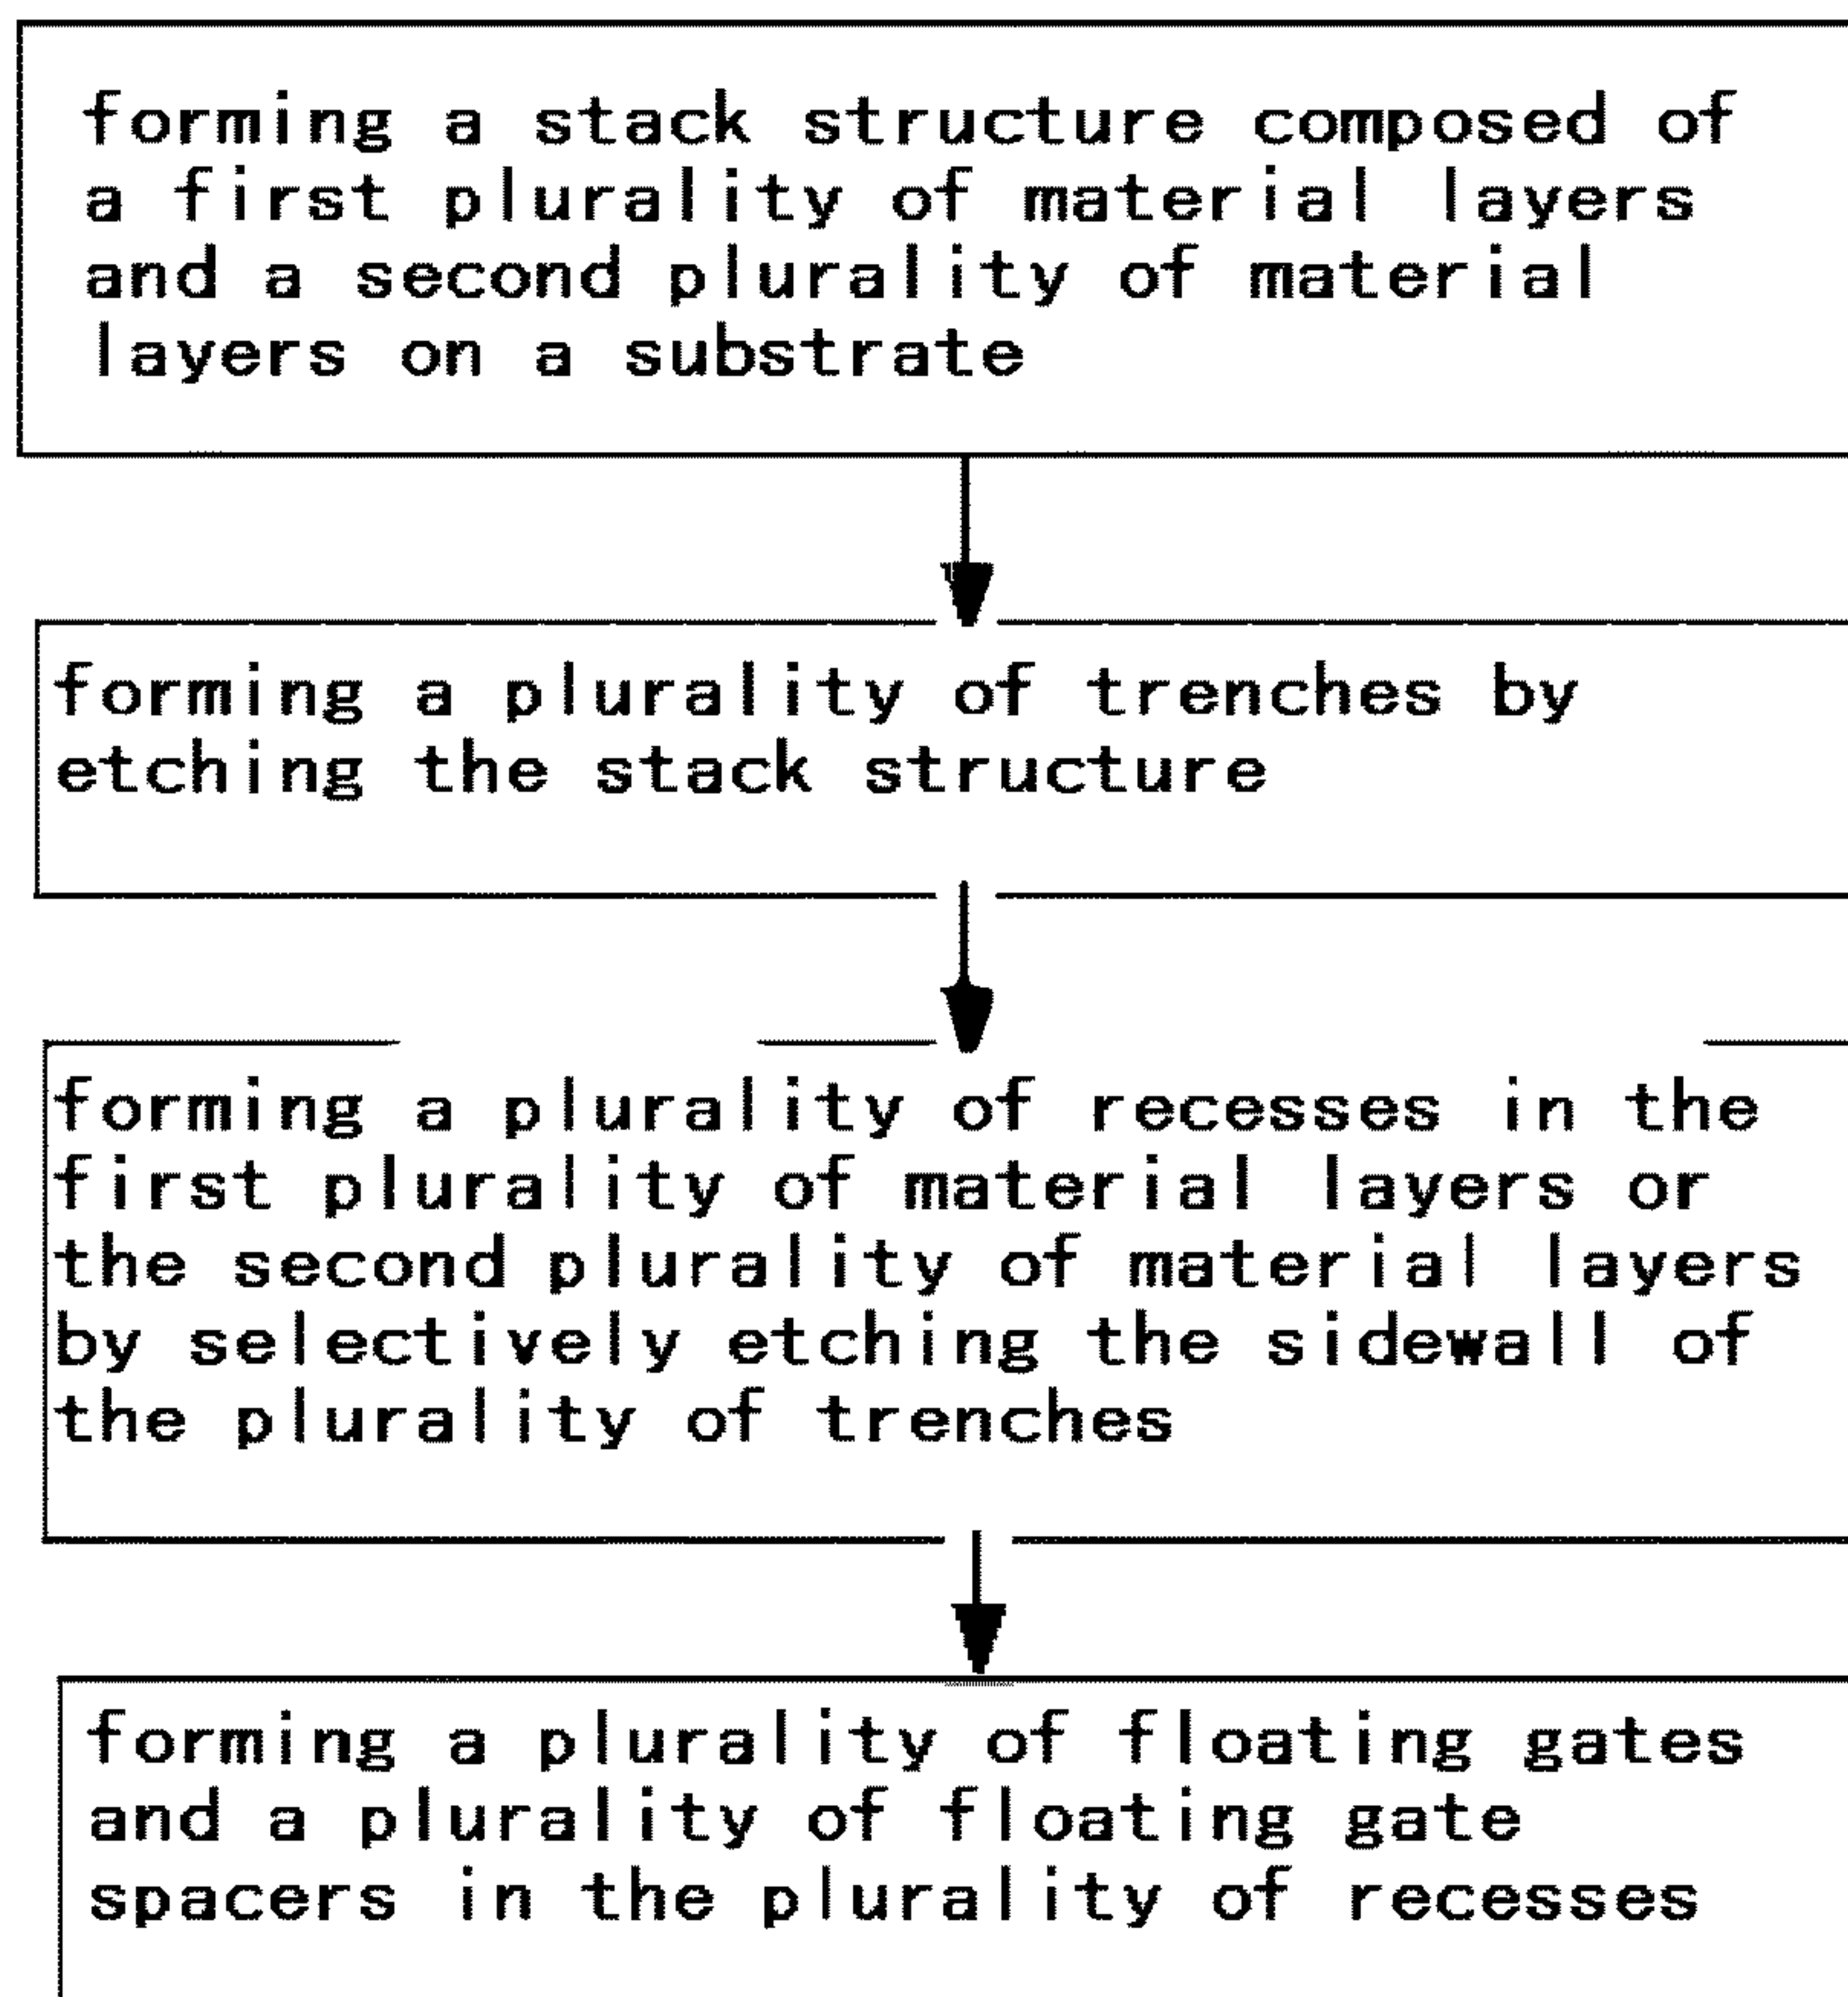 forming a stack structure composed of
a first plurality of material layers
and a second plurality of material
layers on a substrate
forming a plurality of trenches by
etching the stack structure
forming a plurality of recesses in the
first plurality of material layers or
the second plurality of material layers
by selectively etching the sidewall of
the plurality of trenches
forming a plurality of floating gates
and a plurality of floating gate
spacers in the plurality of recesses